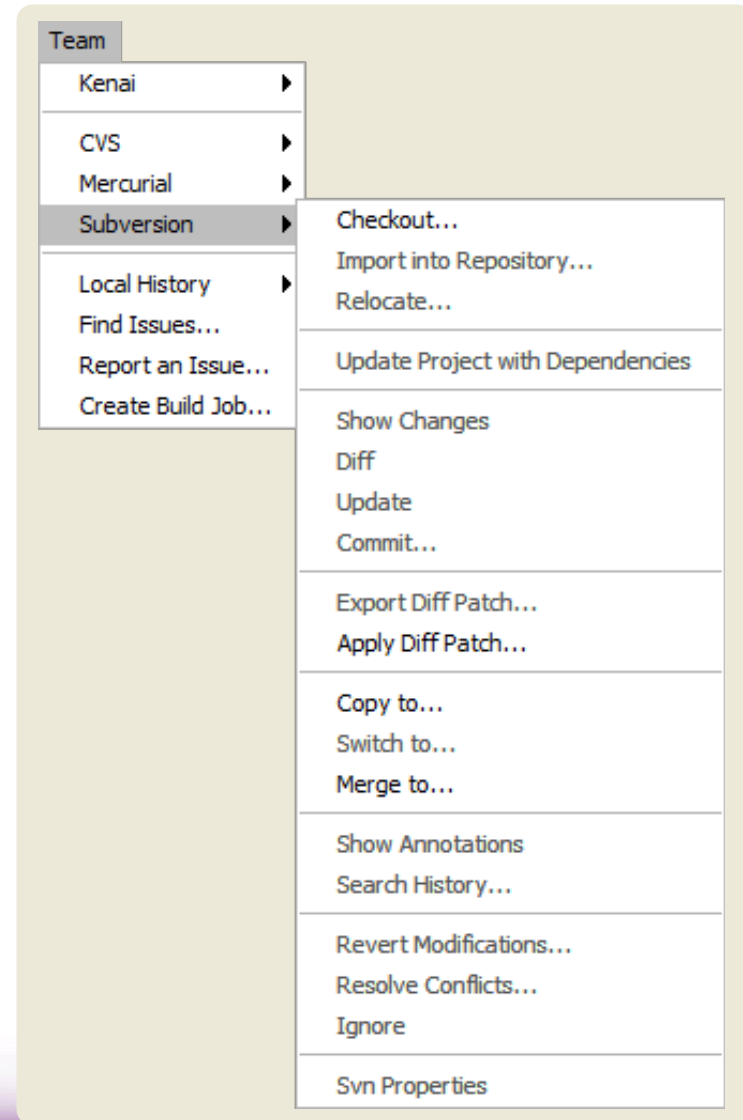 Team
Kenai
CVS
Mercurial
Subversion
Local History
Find Issues...
Report an Issue...
Create Build Job...
Checkout...
Import into Repository...
Relocate...
Update Project with Dependencies
Show Changes
Diff
Update
Commit...
Export Diff Patch...
Apply Diff Patch...
Copy to...
Switch to...
Merge to...
Show Annotations
Search History...
Revert Modifications...
Resolve Conflicts...
Ignore
Svn Properties